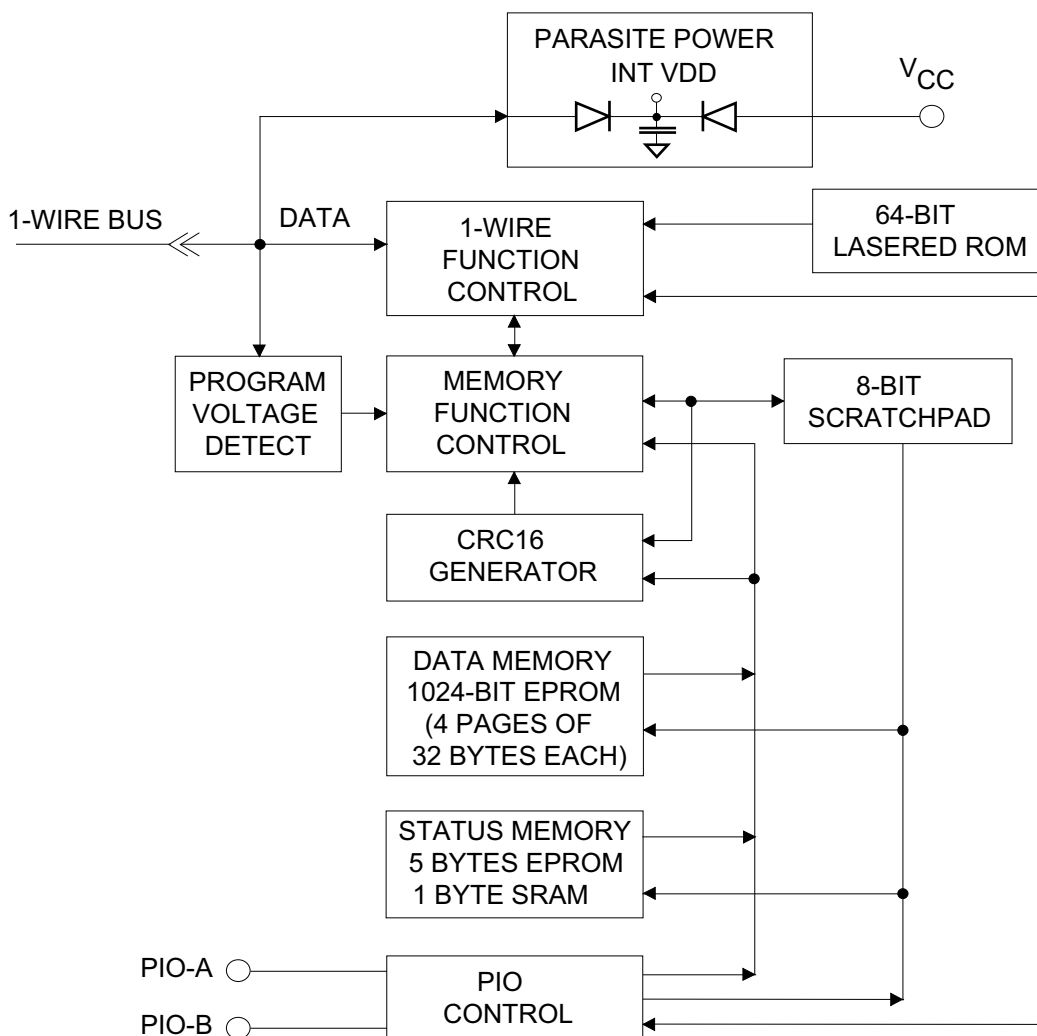 PARASITE POWER
INT VDD
VCC
1-WIRE BUS
DATA
1-WIRE
FUNCTION
CONTROL
64-BIT
LASERED ROM
PROGRAM
VOLTAGE
DETECT
MEMORY
FUNCTION
CONTROL
8-BIT
SCRATCHPAD
CRC16
GENERATOR
DATA MEMORY
1024-BIT EPROM
(4 PAGES OF
32 BYTES EACH)
STATUS MEMORY
5 BYTES EPROM
1 BYTE SRAM
PIO-A
PIO-B
PIO
CONTROL